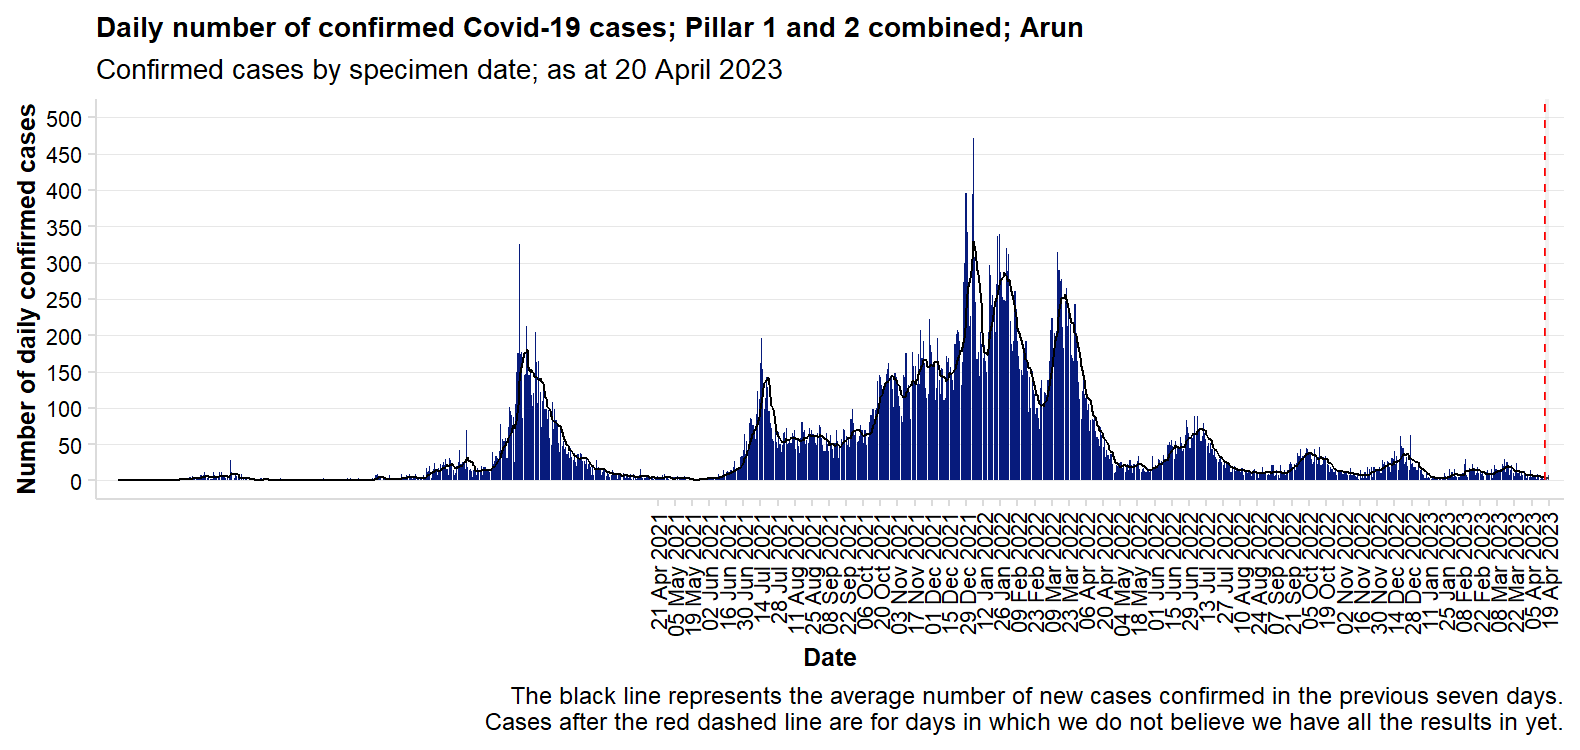 Daily number of confirmed Covid-19 cases; Pillar 1 and 2 combined; Arun
Confirmed cases by specimen date; as at 20 April 2023
Number of daily confirmed cases
500
450
400
350
300
250
200
150
100
50
0
21 Apr 2021
05 May 2021
19 May 2021
02 Jun 2021
16 Jun 2021
30 Jun 2021
14 Jul 2021
28 Jul 2021
11 Aug 2021
25 Aug 2021
08 Sep 2021
22 Sep 2021
06 Oct 2021
20 Oct 2021
03 Nov 2021
17 Nov 2021
01 Dec 2021
15 Dec 2021
29 Dec 2021
12 Jan 2022
26 Jan 2022
09 Feb 2022
23 Feb 2022
09 Mar 2022
23 Mar 2022
06 Apr 2022
20 Apr 2022
04 May 2022
18 May 2022
01 Jun 2022
15 Jun 2022
29 Jun 2022
13 Jul 2022
27 Jul 2022
10 Aug 2022
24 Aug 2022
07 Sep 2022
21 Sep 2022
05 Oct 2022
19 Oct 2022
02 Nov 2022
16 Nov 2022
30 Nov 2022
14 Dec 2022
28 Dec 2022
11 Jan 2023
25 Jan 2023
08 Feb 2023
22 Feb 2023
08 Mar 2023
22 Mar 2023
05 Apr 2023
19 Apr 2023
Date
The black line represents the average number of new cases confirmed in the previous seven days.
Cases after the red dashed line are for days in which we do not believe we have all the results in yet.